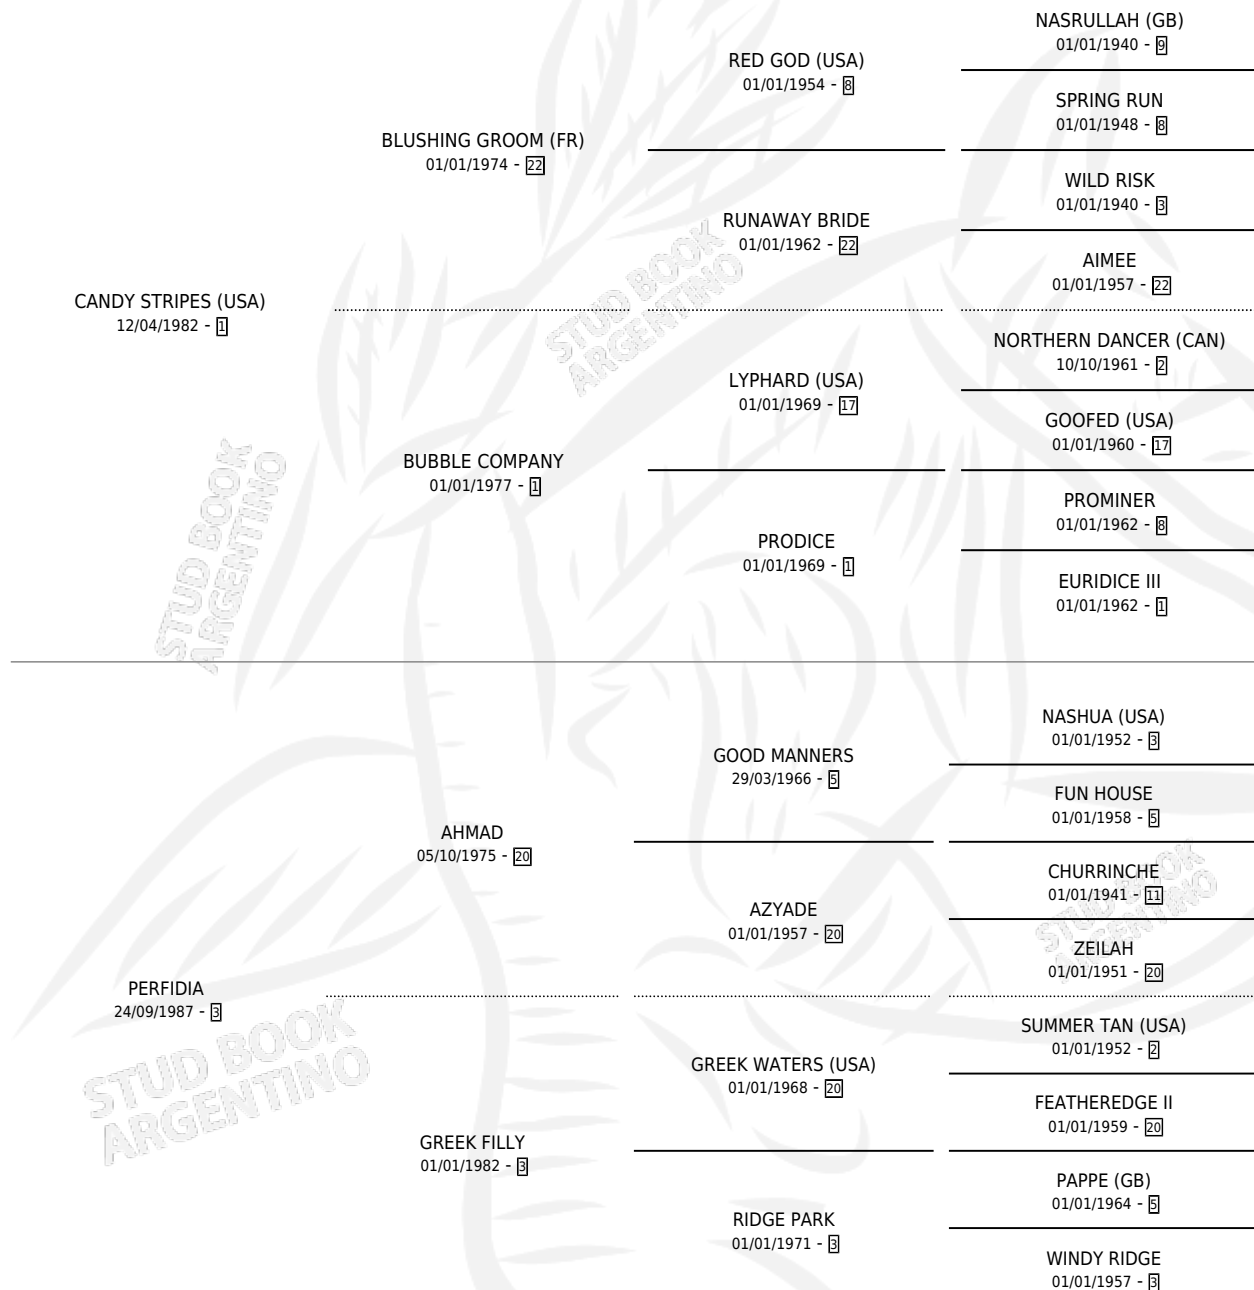 NASRULLAH (GB)
01/01/1940 - 9
RED GOD (USA)
01/01/1954 - 8
SPRING RUN
01/01/1948 - 8
BLUSHING GROOM (FR)
01/01/1974 - 22
WILD RISK
01/01/1940 - 3
RUNAWAY BRIDE
01/01/1962 - 22
AIMEE
01/01/1957 - 22
CANDY STRIPES (USA)
12/04/1982 - 1
NORTHERN DANCER (CAN)
10/10/1961 - 2
LYPHARD (USA)
01/01/1969 - 17
GOOFED (USA)
01/01/1960 - 17
BUBBLE COMPANY
01/01/1977 - 1
PROMINER
01/01/1962 - 8
PRODICE
01/01/1969 - 1
EURIDICE III
01/01/1962 - 1
NASHUA (USA)
01/01/1952 - 3
GOOD MANNERS
29/03/1966 - 5
FUN HOUSE
01/01/1958 - 5
AHMAD
05/10/1975 - 20
CHURRINCHE
01/01/1941 - 11
AZYADE
01/01/1957 - 20
ZEILAH
01/01/1951 - 20
PERFIDIA
24/09/1987 - 3
SUMMER TAN (USA)
01/01/1952 - 2
GREEK WATERS (USA)
01/01/1968 - 20
FEATHEREDGE II
01/01/1959 - 20
GREEK FILLY
01/01/1982 - 3
PAPPE (GB)
01/01/1964 - 5
RIDGE PARK
01/01/1971 - 3
WINDY RIDGE
01/01/1957 - 3
STUD BOOK
ARGENTINO
STUD BOOK
ARGENTINO
STUD BOOK
ARGENTINO
STUD BOOK
ARGENTINO